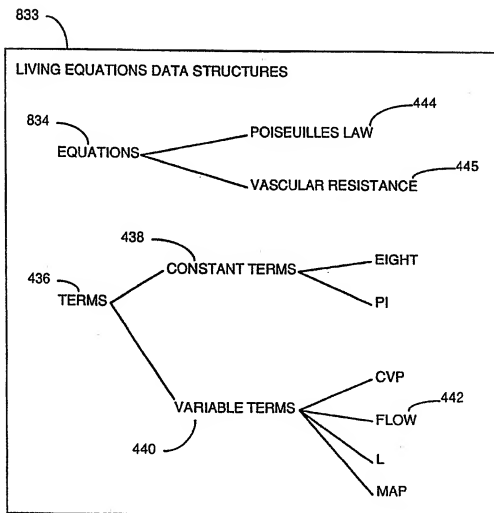 833
LIVING EQUATIONS DATA STRUCTURES
444
834
POISEUILLES LAW
EQUATIONS
445
VASCULAR RESISTANCE
438
EIGHT
436
CONSTANT TERMS
TERMS
PI
CVP
442
VARIABLE TERMS
FLOW
440
L
MAP